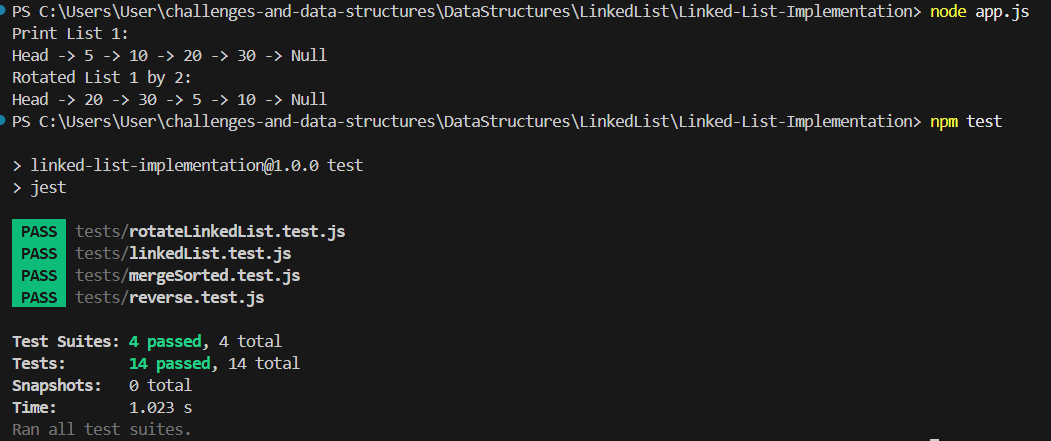 PS C:\Users\User\challenges-and-data-structures\DataStructures\LinkedList\Linked-List-Implementation> node app.js
Print List 1:
Head -> 5 -> 10 -> 20 -> 30 -> Null
Rotated List 1 by 2:
Head -> 20 -> 30 -> 5 -> 10 -> Null
PS C:\Users\User\challenges-and-data-structures\DataStructures\LinkedList\Linked-List-Implementation> npm test
> linked-list-implementation@1.0.0 test
> jest
PASS tests/rotateLinkedList.test.js
PASS tests/linkedList.test.js
PASS tests/mergeSorted.test.js
PASS tests/reverse.test.js
Test Suites: 4 passed, 4 total
Tests: 14 passed, 14 total
Snapshots: 0 total
Time: 1.023 s
Ran all test suites.